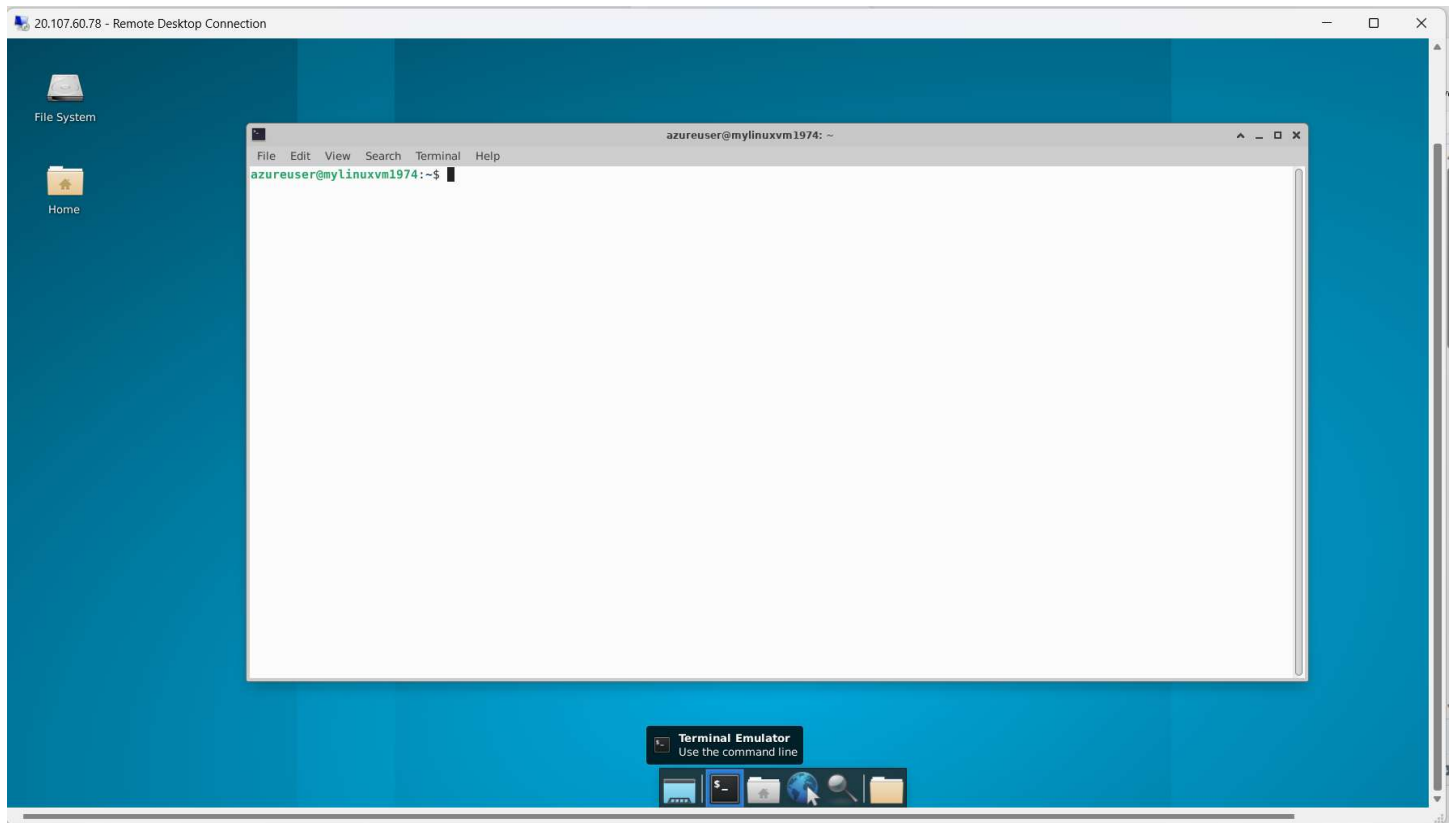 20.107.60.78 - Remote Desktop Connection
File System
Home
azureuser@mylinuxvm1974: ~
File Edit View Search Terminal Help
azureuser@mylinuxvm1974:~$
Terminal Emulator
Use the command line
$_